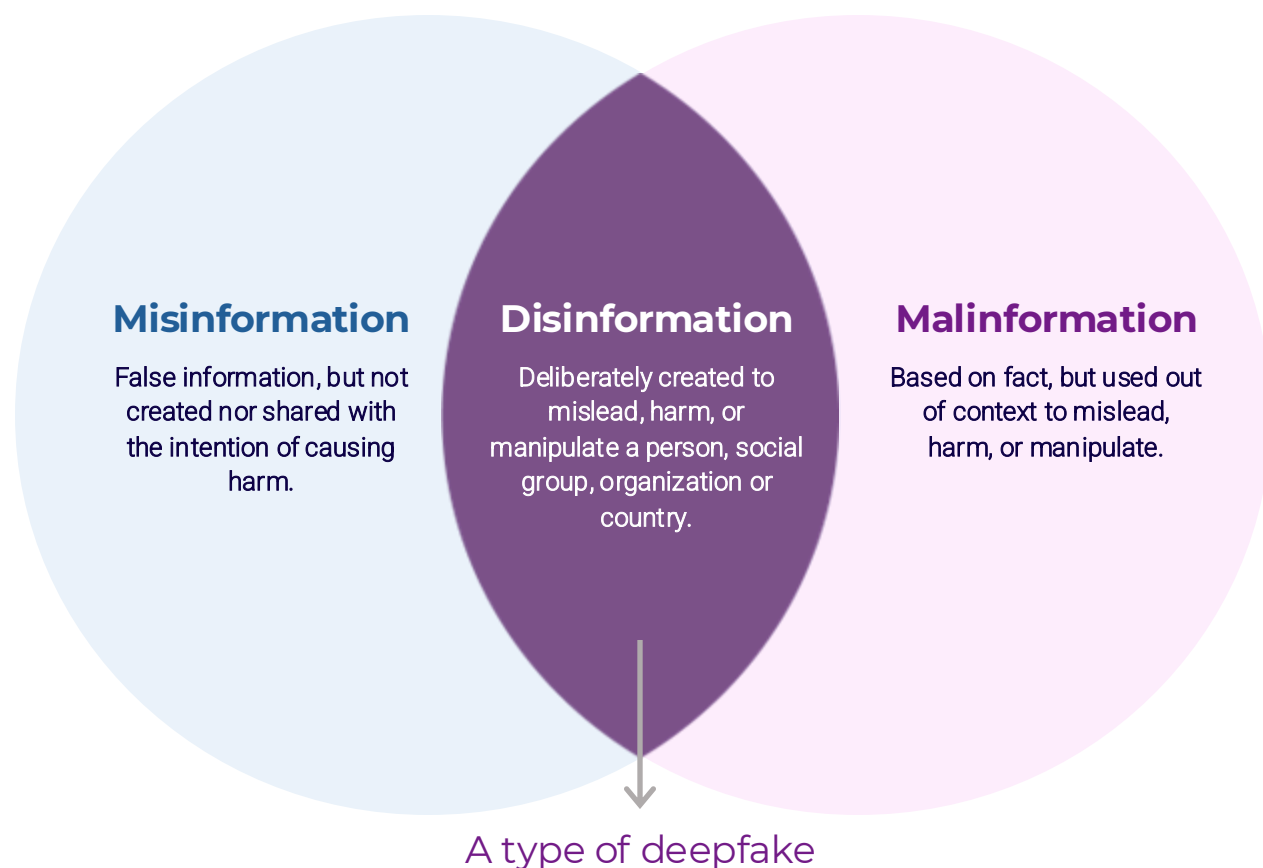 Misinformation
False information, but not
created nor shared with
the intention of causing
harm.
Disinformation
Deliberately created to
mislead, harm, or
manipulate a person, social
group, organization or
country.
Malinformation
Based on fact, but used out
of context to mislead,
harm, or manipulate.
A type of deepfake